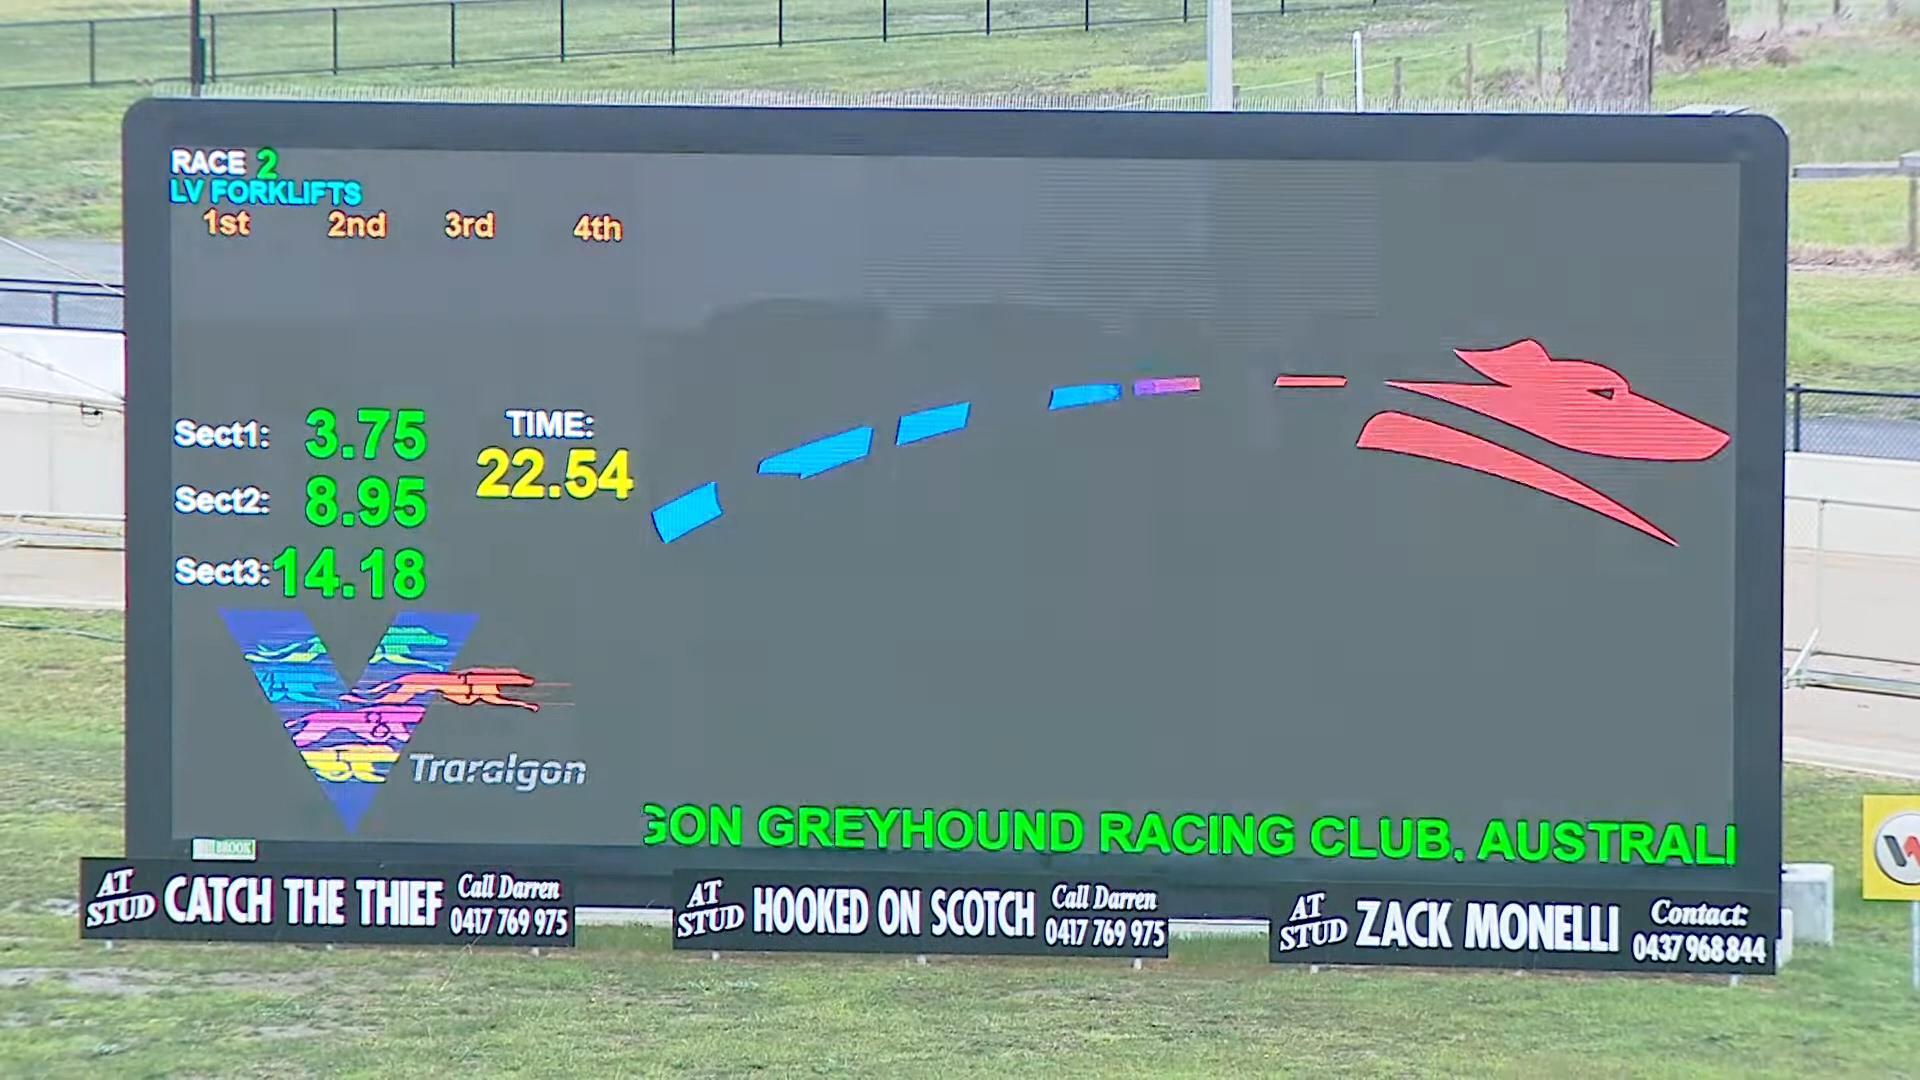 RACE 2
LV FORKLIFTS
1st 2nd 3rd 4th
Sect1: 3.75
Sect2: 8.95
Sect3: 14.18
TIME:
22.54
Traralgon
GON GREYHOUND RACING CLUB. AUSTRALI
AT STUD CATCH THE THIEF Call Darren 0417 769 975
AT STUD HOOKED ON SCOTCH Call Darren 0417 769 975
AT STUD ZACK MONELLI Contact: 0437 968 844